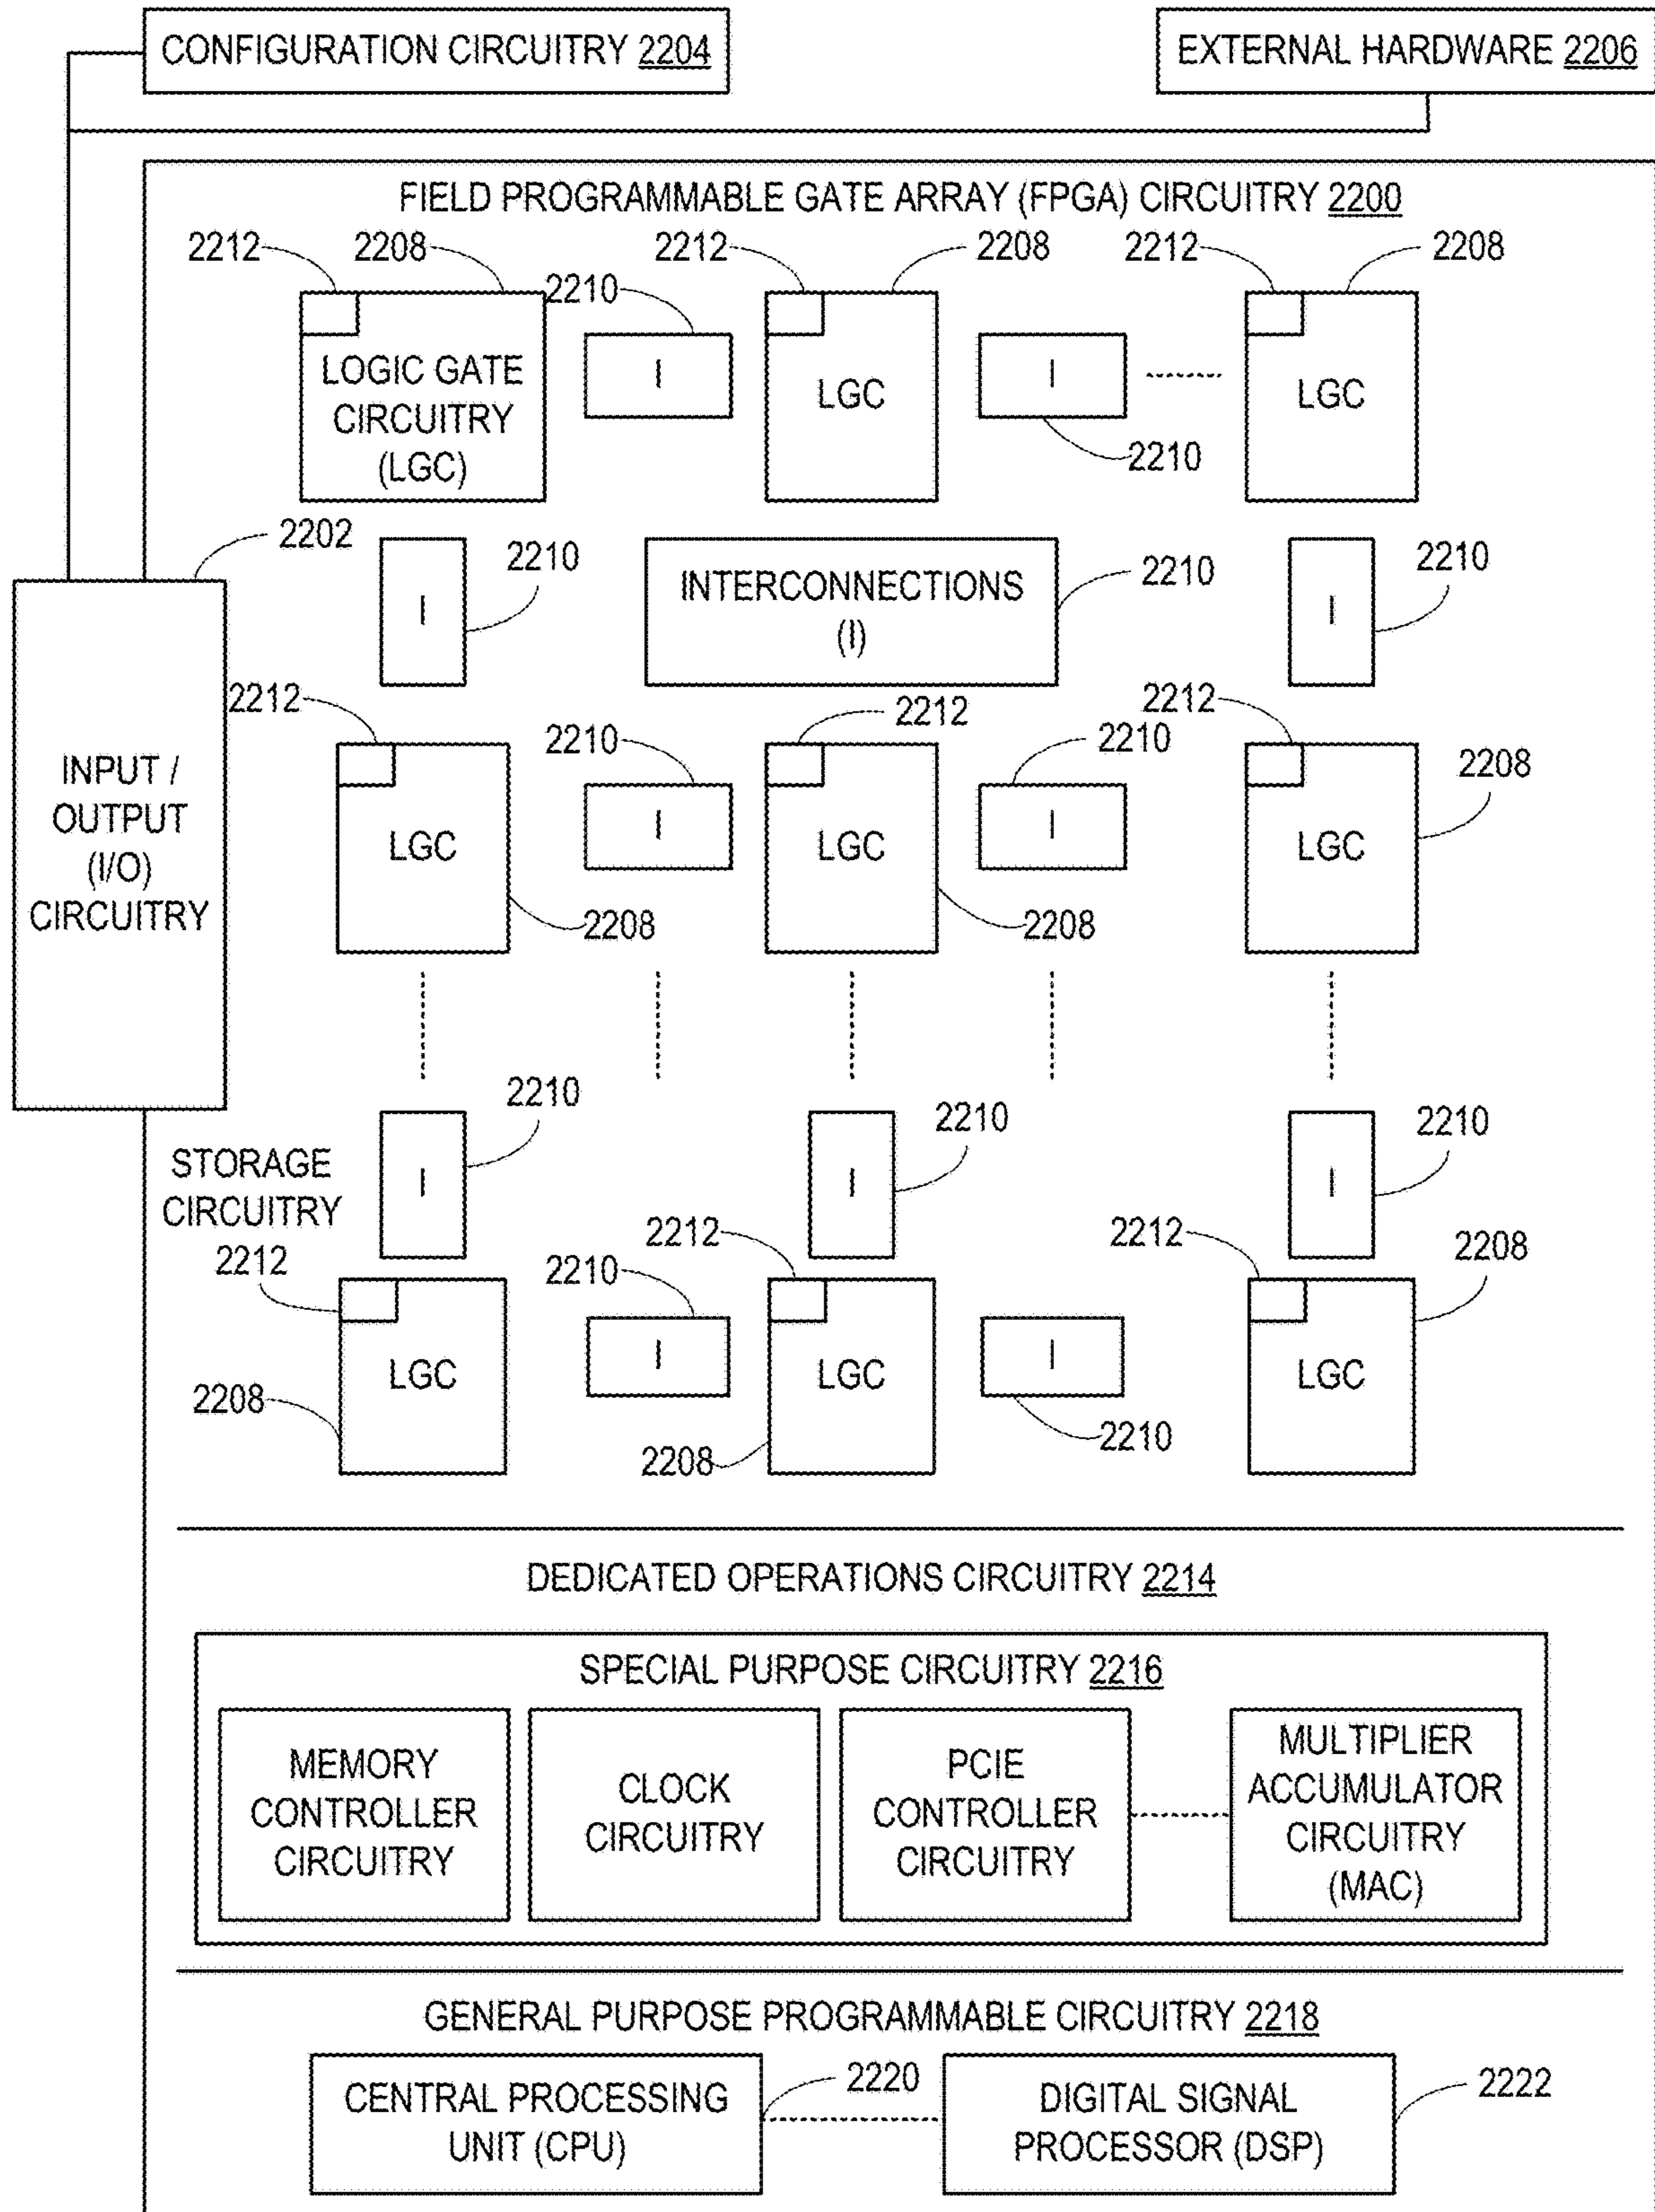 CONFIGURATION CIRCUITRY 2204
EXTERNAL HARDWARE 2206
FIELD PROGRAMMABLE GATE ARRAY (FPGA) CIRCUITRY 2200
2212
2208
2210
2212
2208
2212
2208
LOGIC GATE
CIRCUITRY
(LGC)
I
LGC
I
LGC
2210
2202
2210
2210
2210
I
INTERCONNECTIONS
(I)
I
2212
2210
2212
2210
2212
2208
INPUT /
OUTPUT
(I/O)
CIRCUITRY
LGC
I
LGC
I
LGC
2208
2208
2210
2210
2210
STORAGE
CIRCUITRY
I
I
I
2212
2210
2212
2212
2208
LGC
I
LGC
I
LGC
2208
2208
2210
DEDICATED OPERATIONS CIRCUITRY 2214
SPECIAL PURPOSE CIRCUITRY 2216
MEMORY
CONTROLLER
CIRCUITRY
CLOCK
CIRCUITRY
PCIE
CONTROLLER
CIRCUITRY
MULTIPLIER
ACCUMULATOR
CIRCUITRY
(MAC)
GENERAL PURPOSE PROGRAMMABLE CIRCUITRY 2218
CENTRAL PROCESSING
UNIT (CPU)
2220
DIGITAL SIGNAL
PROCESSOR (DSP)
2222